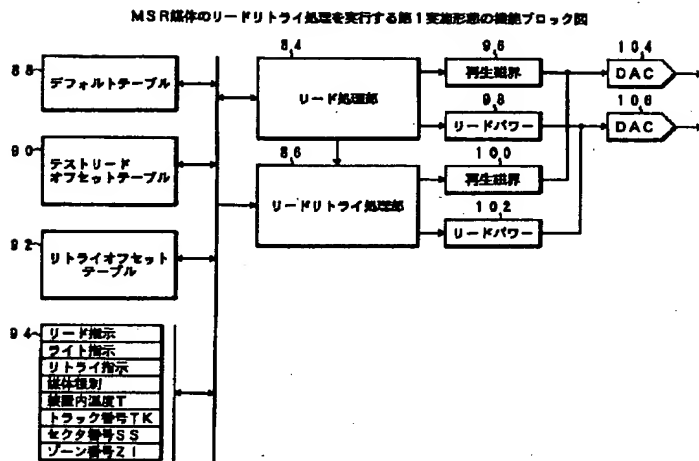 MSR媒体のリードリトライ処理を実行する第1実施形態の機能ブロック図
88
デフォルトテーブル
90
テストリード
オフセットテーブル
92
リトライオフセット
テーブル
94
リード指示
ライト指示
リトライ指示
媒体種別
装置内温度T
トラック番号TK
セクタ番号SS
ゾーン番号ZI
84
リード処理部
86
リードリトライ処理部
96
再生磁界
98
リードパワー
100
再生磁界
102
リードパワー
104
DAC
106
DAC